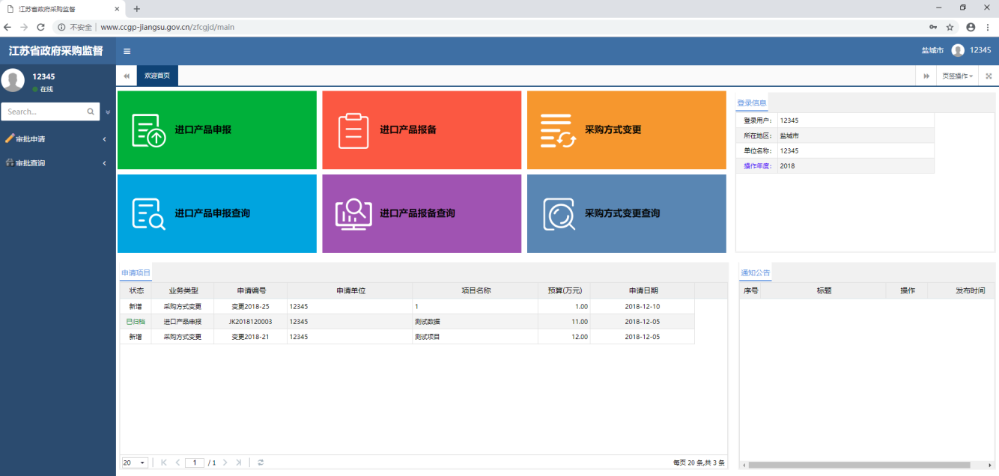 江苏省政府采购监督
不安全 | www.ccgp-jiangsu.gov.cn/zfcgjd/main
江苏省政府采购监督
盐城市 12345
12345
在线
欢迎首页
页签操作
Search...
审批申请
审批查询
进口产品申报
进口产品报备
采购方式变更
进口产品申报查询
进口产品报备查询
采购方式变更查询
登录信息
登录用户： 12345
所在地区： 盐城市
单位名称： 12345
操作年度： 2018
申请项目
状态 业务类型 申请编号 申请单位 项目名称 预算(万元) 申请日期
新增 采购方式变更 变更2018-25 12345 1 1.00 2018-12-10
已归档 进口产品申报 JK2018120003 12345 测试数据 11.00 2018-12-05
新增 采购方式变更 变更2018-21 12345 测试项目 12.00 2018-12-05
20 1 / 1 每页 20 条,共 3 条
通知公告
序号 标题 操作 发布时间